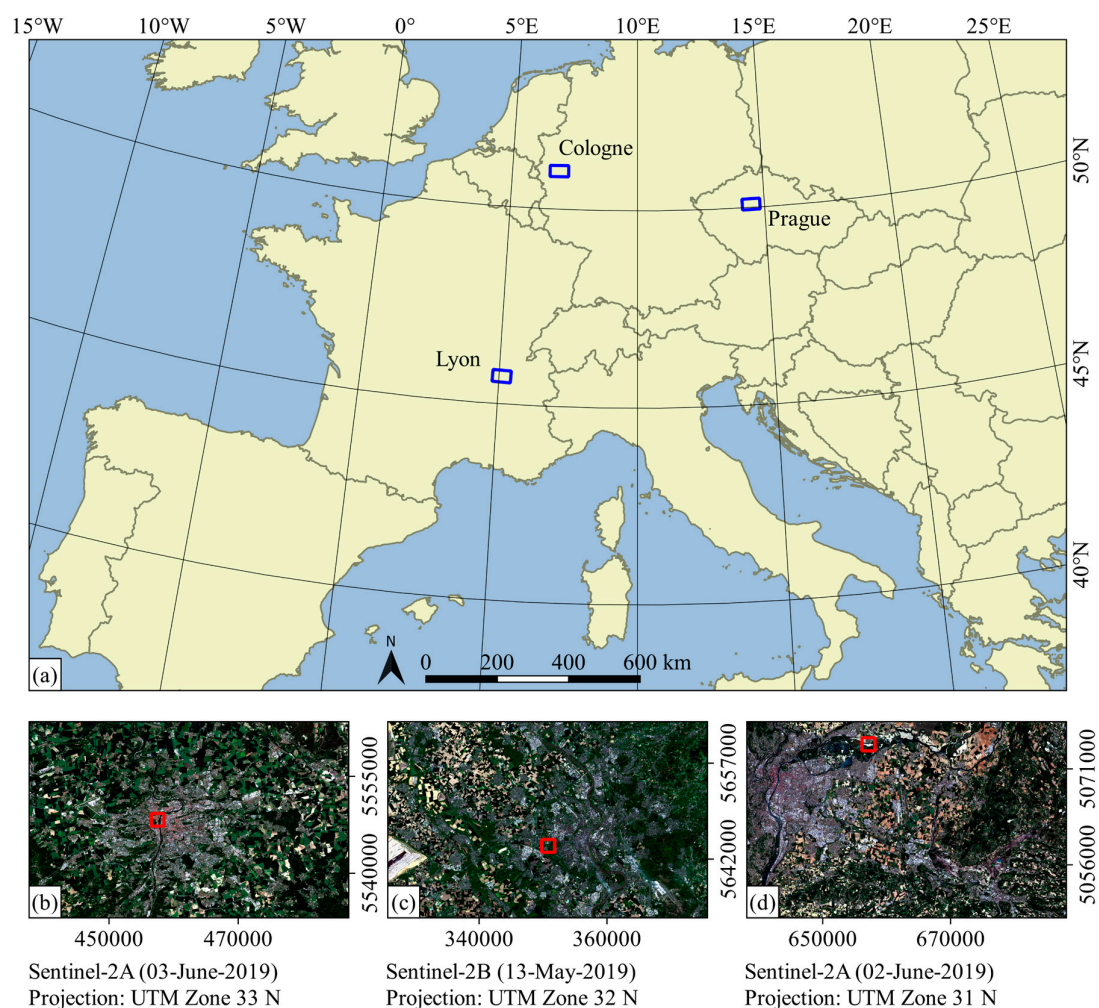 15°W 10°W 5°W 0° 5°E 10°E 15°E 20°E 25°E
Cologne
50°N
Prague
Lyon
45°N
40°N
N
0 200 400 600 km
(a)
5555000
5540000
(b)
450000 470000
5657000
5642000
(c)
340000 360000
5071000
5056000
(d)
650000 670000
Sentinel-2A (03-June-2019)
Projection: UTM Zone 33 N
Sentinel-2B (13-May-2019)
Projection: UTM Zone 32 N
Sentinel-2A (02-June-2019)
Projection: UTM Zone 31 N